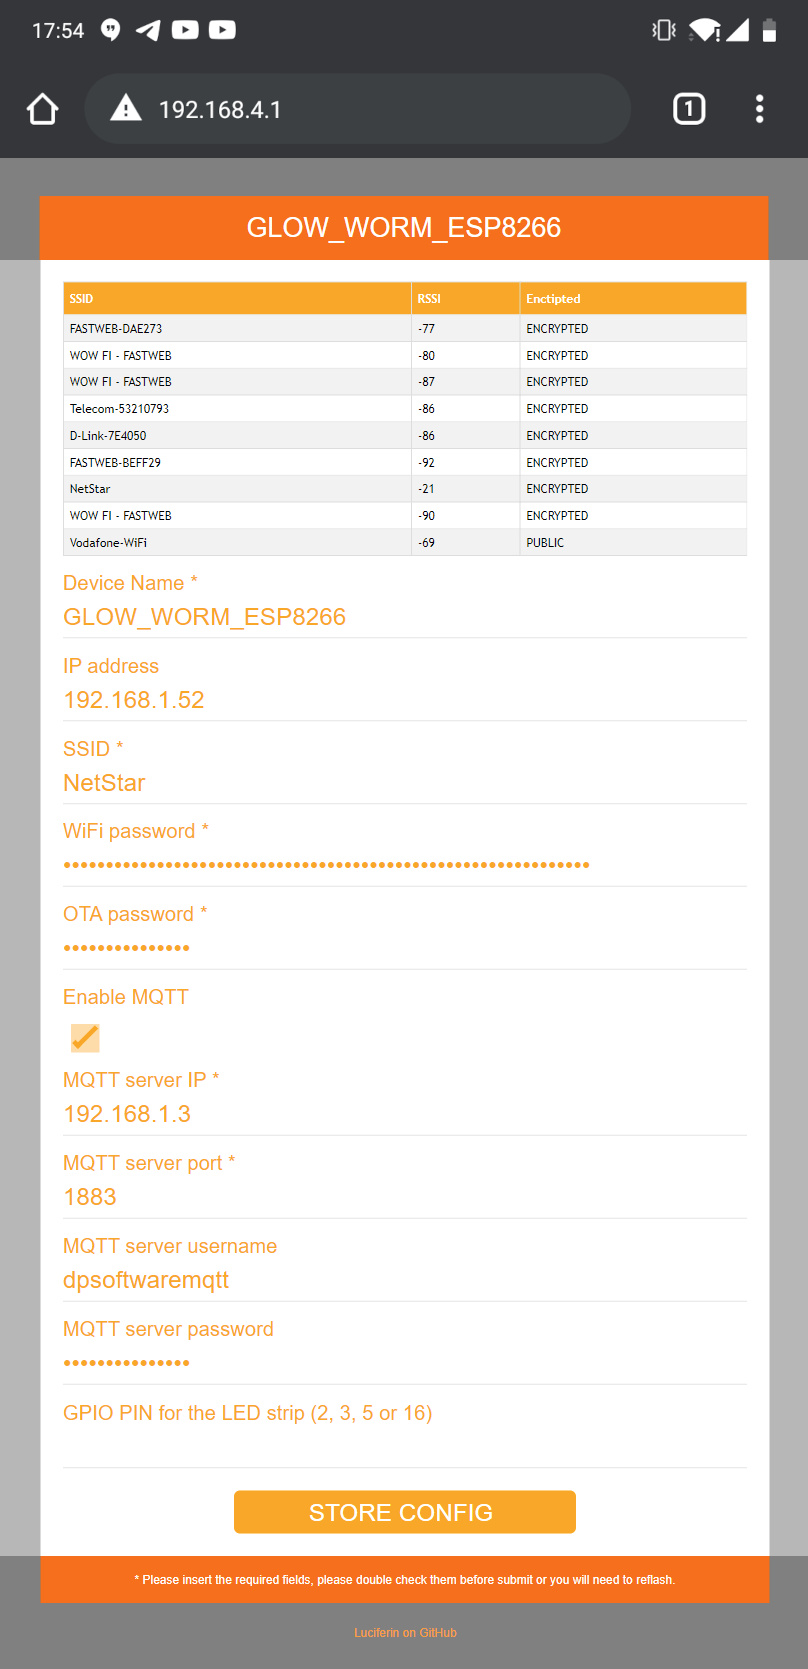 17:54
192.168.4.1
1
GLOW_WORM_ESP8266
SSID RSSI Enctipted
FASTWEB-DAE273 -77 ENCRYPTED
WOW FI - FASTWEB -80 ENCRYPTED
WOW FI - FASTWEB -87 ENCRYPTED
Telecom-53210793 -86 ENCRYPTED
D-Link-7E4050 -86 ENCRYPTED
FASTWEB-BEFF29 -92 ENCRYPTED
NetStar -21 ENCRYPTED
WOW FI - FASTWEB -90 ENCRYPTED
Vodafone-WiFi -69 PUBLIC
Device Name *
GLOW_WORM_ESP8266
IP address
192.168.1.52
SSID *
NetStar
WiFi password *
OTA password *
Enable MQTT
MQTT server IP *
192.168.1.3
MQTT server port *
1883
MQTT server username
dpsoftwaremqtt
MQTT server password
GPIO PIN for the LED strip (2, 3, 5 or 16)
STORE CONFIG
* Please insert the required fields, please double check them before submit or you will need to reflash.
Luciferin on GitHub